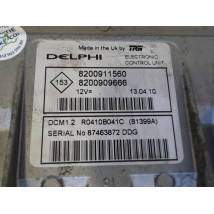 Made in the Uk by TRW
DELPHI
ELECTRONIC
CONTROL UNIT
153
8200911560
8200909666
12V=
13.04.10
DCM1.2 R0410B041C (81399A)
SERIAL No 87463872 DDG